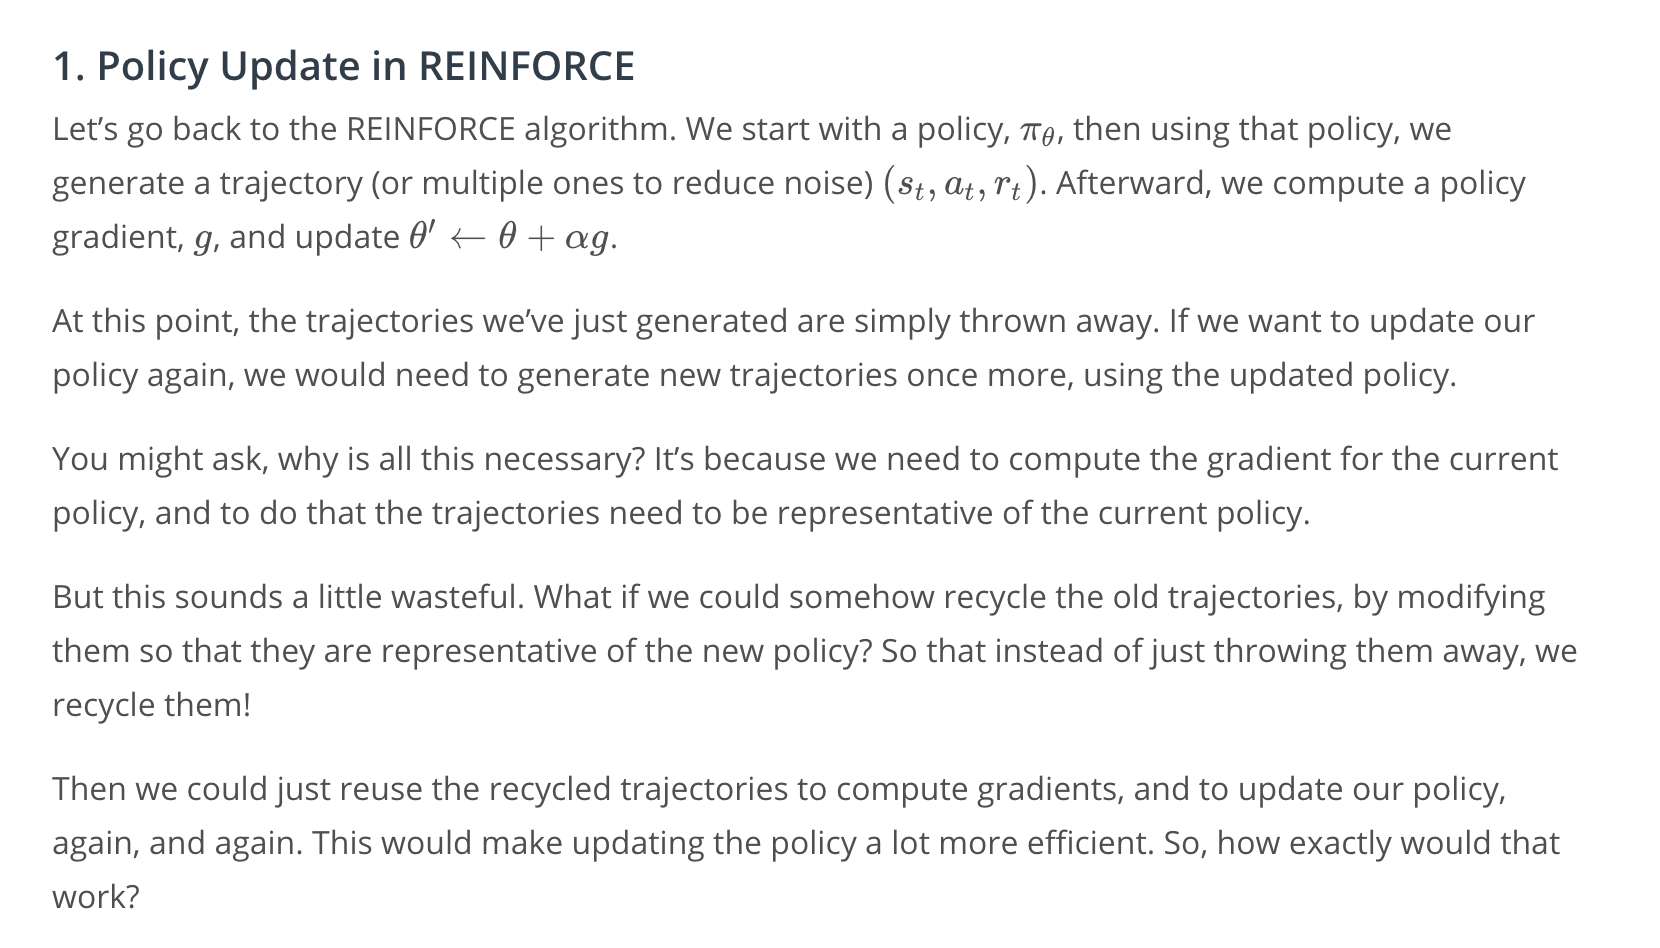 1. Policy Update in REINFORCE
Let’s go back to the REINFORCE algorithm. We start with a policy, π_θ, then using that policy, we
generate a trajectory (or multiple ones to reduce noise) (s_t, a_t, r_t). Afterward, we compute a policy
gradient, g, and update θ′ ← θ + αg.
At this point, the trajectories we’ve just generated are simply thrown away. If we want to update our
policy again, we would need to generate new trajectories once more, using the updated policy.
You might ask, why is all this necessary? It’s because we need to compute the gradient for the current
policy, and to do that the trajectories need to be representative of the current policy.
But this sounds a little wasteful. What if we could somehow recycle the old trajectories, by modifying
them so that they are representative of the new policy? So that instead of just throwing them away, we
recycle them!
Then we could just reuse the recycled trajectories to compute gradients, and to update our policy,
again, and again. This would make updating the policy a lot more efficient. So, how exactly would that
work?